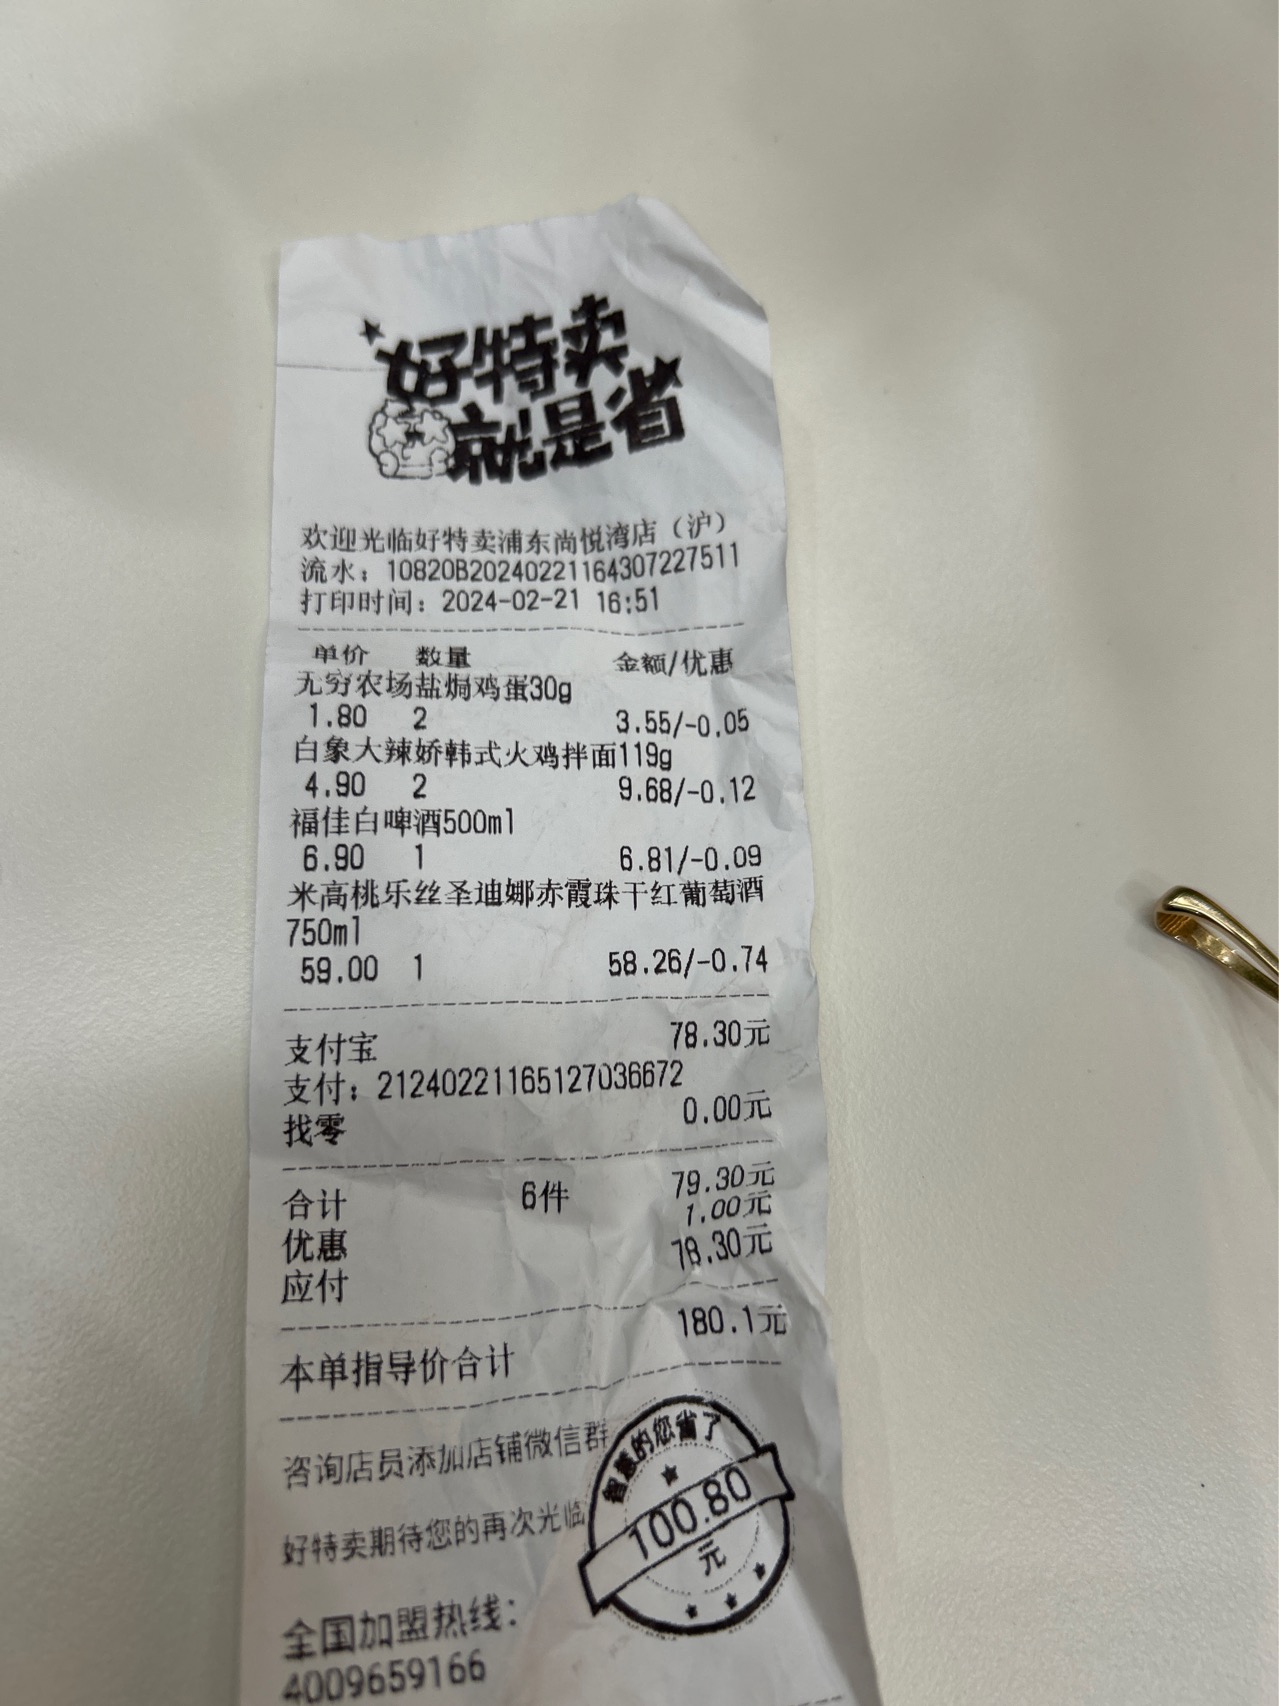 好特卖
就是省
欢迎光临好特卖浦东尚悦湾店（沪）
流水：10820B20240221164307227511
打印时间：2024-02-21 16:51
单价 数量 金额/优惠
无穷农场盐焗鸡蛋30g
1.80 2 3.55/-0.05
白象大辣娇韩式火鸡拌面119g
4.90 2 9.68/-0.12
福佳白啤酒500ml
6.90 1 6.81/-0.09
米高桃乐丝圣迪娜赤霞珠干红葡萄酒
750ml
59.00 1 58.26/-0.74
支付宝 78.30元
支付：21240221165127036672
找零 0.00元
合计 6件 79.30元
优惠 1.00元
应付 78.30元
本单指导价合计 180.1元
咨询店员添加店铺微信群
好特卖期待您的再次光临
智慧的您省了
100.80
元
全国加盟热线：
4009659166